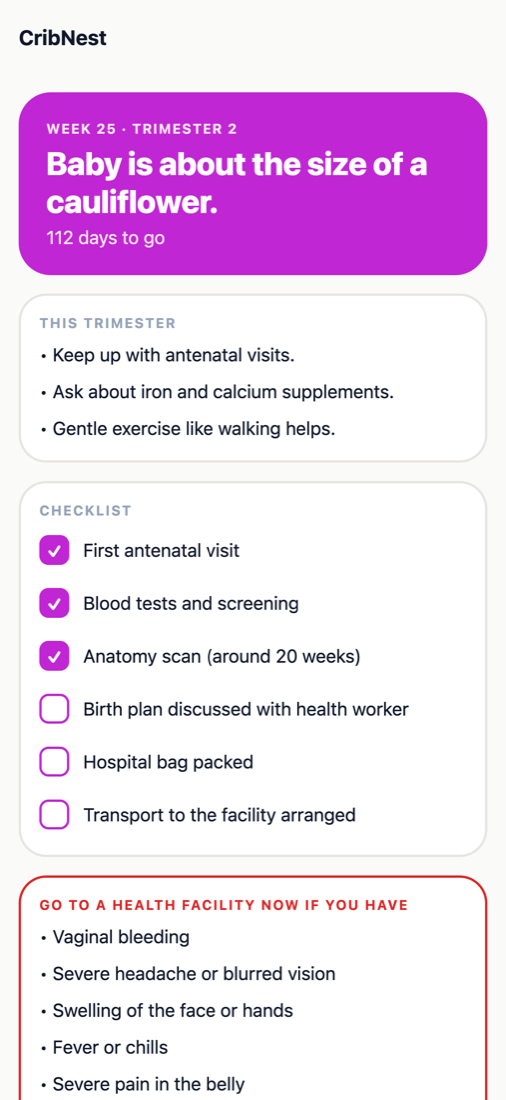 CribNest
WEEK 25 · TRIMESTER 2
Baby is about the size of a
cauliflower.
112 days to go
THIS TRIMESTER
• Keep up with antenatal visits.
• Ask about iron and calcium supplements.
• Gentle exercise like walking helps.
CHECKLIST
First antenatal visit
Blood tests and screening
Anatomy scan (around 20 weeks)
Birth plan discussed with health worker
Hospital bag packed
Transport to the facility arranged
GO TO A HEALTH FACILITY NOW IF YOU HAVE
• Vaginal bleeding
• Severe headache or blurred vision
• Swelling of the face or hands
• Fever or chills
• Severe pain in the belly